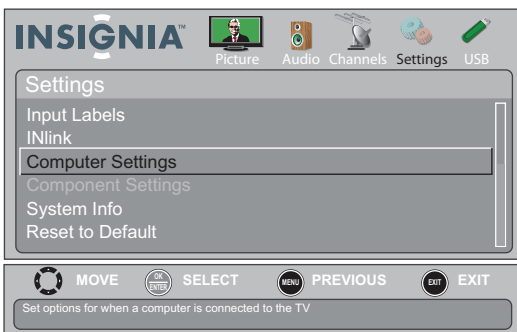 INSIGNIA™
Picture Audio Channels Settings USB
Settings
Input Labels
INlink
Computer Settings
Component Settings
System Info
Reset to Default
MOVE OK ENTER SELECT MENU PREVIOUS EXIT EXIT
Set options for when a computer is connected to the TV